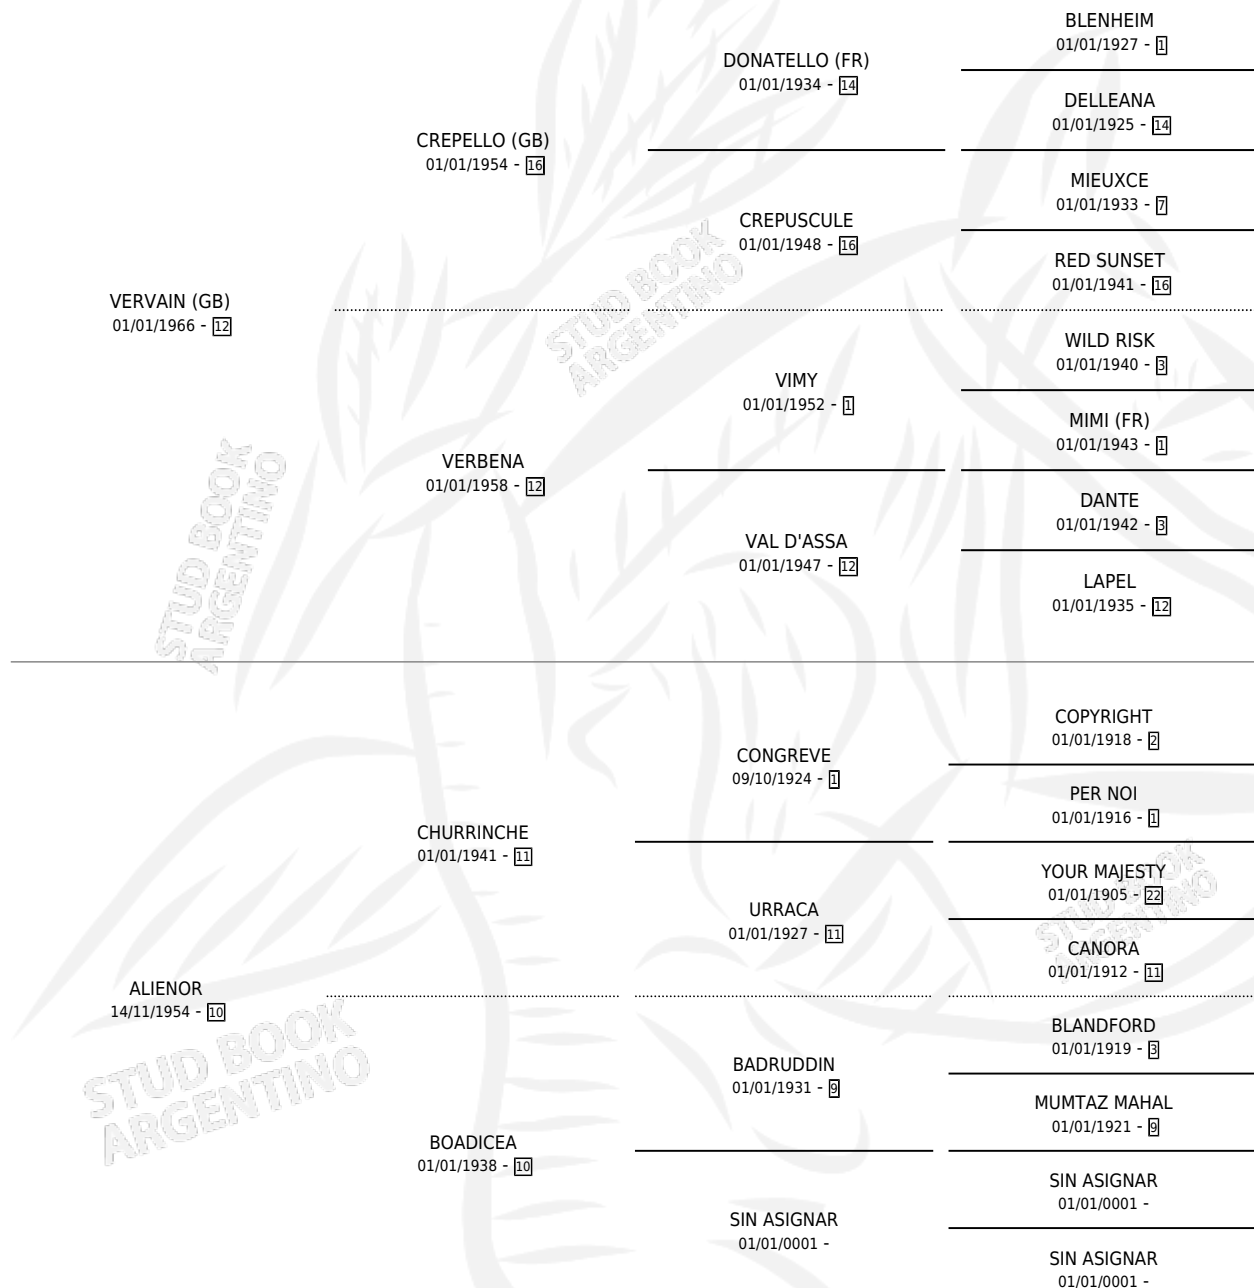 BLENHEIM
01/01/1927 - 1
DONATELLO (FR)
01/01/1934 - 14
DELLEANA
01/01/1925 - 14
CREPELLO (GB)
01/01/1954 - 16
MIEUXCE
01/01/1933 - 7
CREPUSCULE
01/01/1948 - 16
RED SUNSET
01/01/1941 - 16
VERVAIN (GB)
01/01/1966 - 12
STUD BOOK
ARGENTINO
WILD RISK
01/01/1940 - 3
VIMY
01/01/1952 - 1
MIMI (FR)
01/01/1943 - 1
VERBENA
01/01/1958 - 12
DANTE
01/01/1942 - 3
VAL D'ASSA
01/01/1947 - 12
LAPEL
01/01/1935 - 12
STUD BOOK
ARGENTINO
COPYRIGHT
01/01/1918 - 2
CONGREVE
09/10/1924 - 1
PER NOI
01/01/1916 - 1
CHURRINCHE
01/01/1941 - 11
YOUR MAJESTY
01/01/1905 - 22
URRACA
01/01/1927 - 11
CANORA
01/01/1912 - 11
STUD BOOK
ARGENTINO
ALIENOR
14/11/1954 - 10
BLANDFORD
01/01/1919 - 3
BADRUDDIN
01/01/1931 - 9
MUMTAZ MAHAL
01/01/1921 - 9
STUD BOOK
ARGENTINO
BOADICEA
01/01/1938 - 10
SIN ASIGNAR
01/01/0001 -
SIN ASIGNAR
01/01/0001 -
SIN ASIGNAR
01/01/0001 -